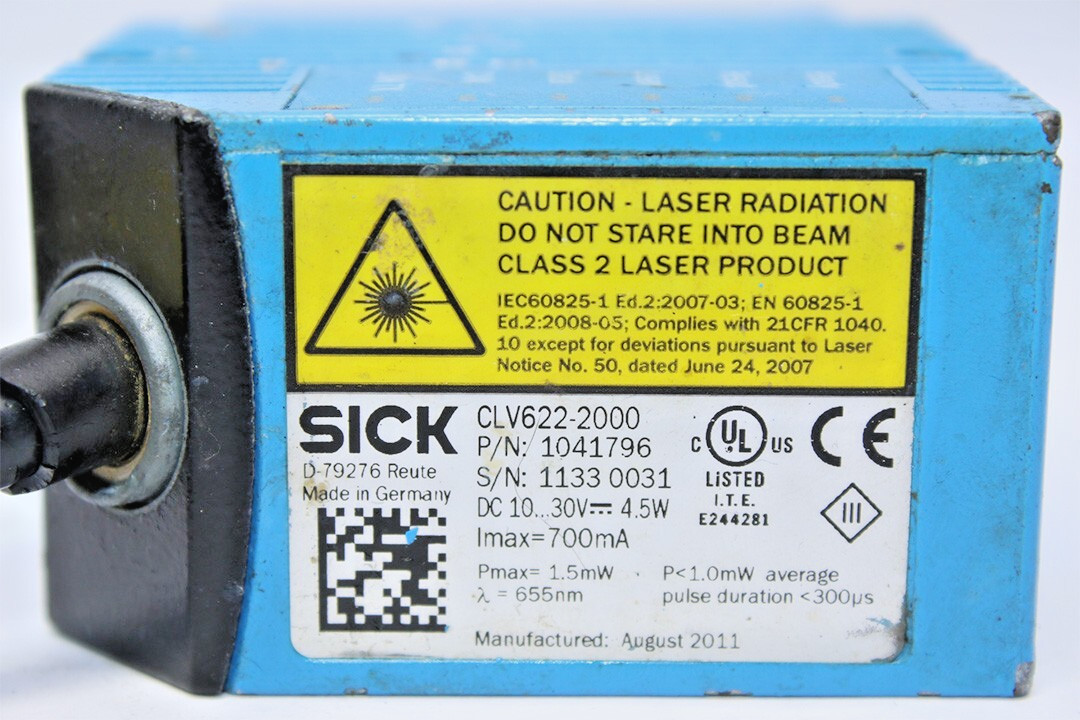 CAUTION - LASER RADIATION
DO NOT STARE INTO BEAM
CLASS 2 LASER PRODUCT
IEC60825-1 Ed.2:2007-03; EN 60825-1
Ed.2:2008-05; Complies with 21CFR 1040.
10 except for deviations pursuant to Laser
Notice No. 50, dated June 24, 2007
SICK
D-79276 Reute
Made in Germany
CLV622-2000
P/N: 1041796
S/N: 1133 0031
DC 10...30V⎓ 4.5W
Imax=700mA
Pmax= 1.5mW
λ = 655nm
P<1.0mW average
pulse duration <300µs
Manufactured: August 2011
C UL US
LISTED
I.T.E.
E244281
CE
III